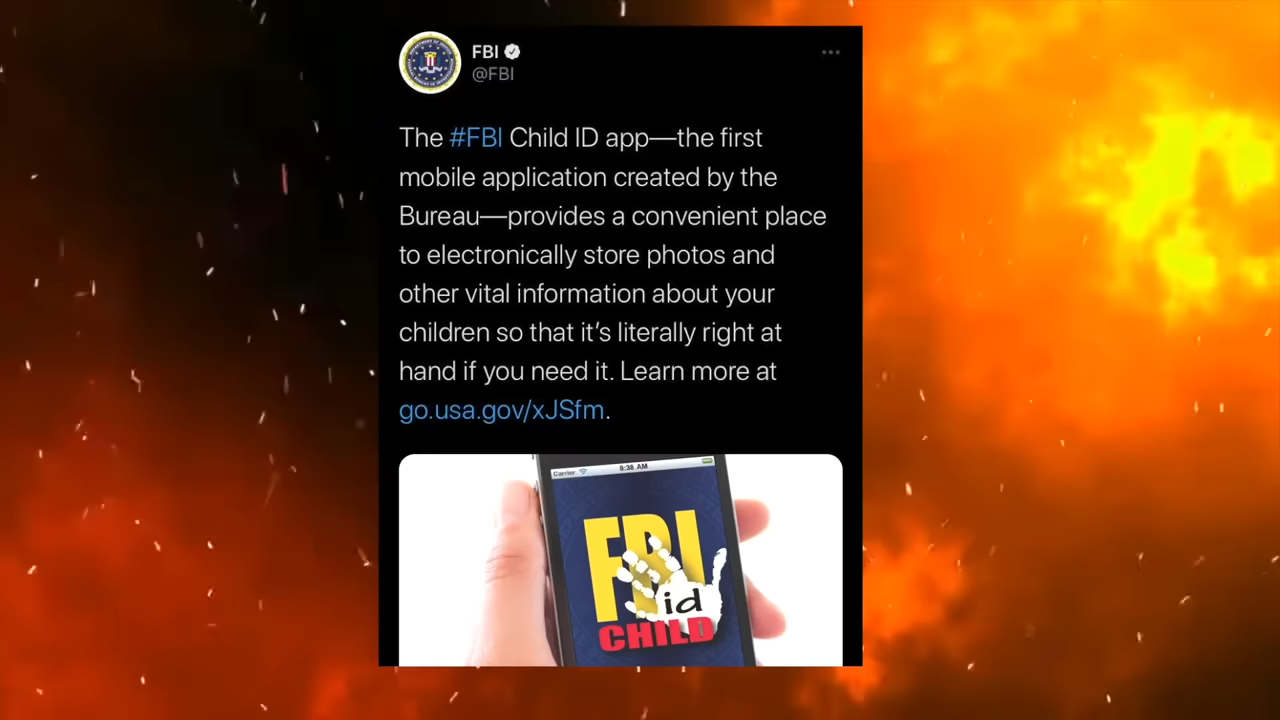 FBI
@FBI
The #FBI Child ID app—the first
mobile application created by the
Bureau—provides a convenient place
to electronically store photos and
other vital information about your
children so that it's literally right at
hand if you need it. Learn more at
go.usa.gov/xJSfm.
Carrier 8:38 AM
FBI
id
CHILD